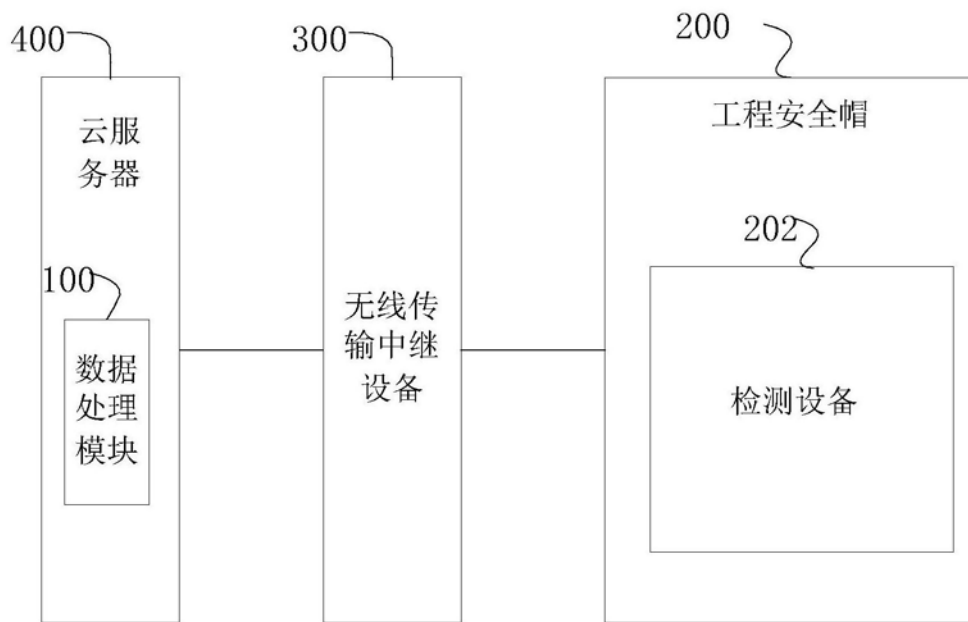 400
300
200
云服
务器
工程安全帽
202
100
无线传
输中继
设备
数据
处理
模块
检测设备